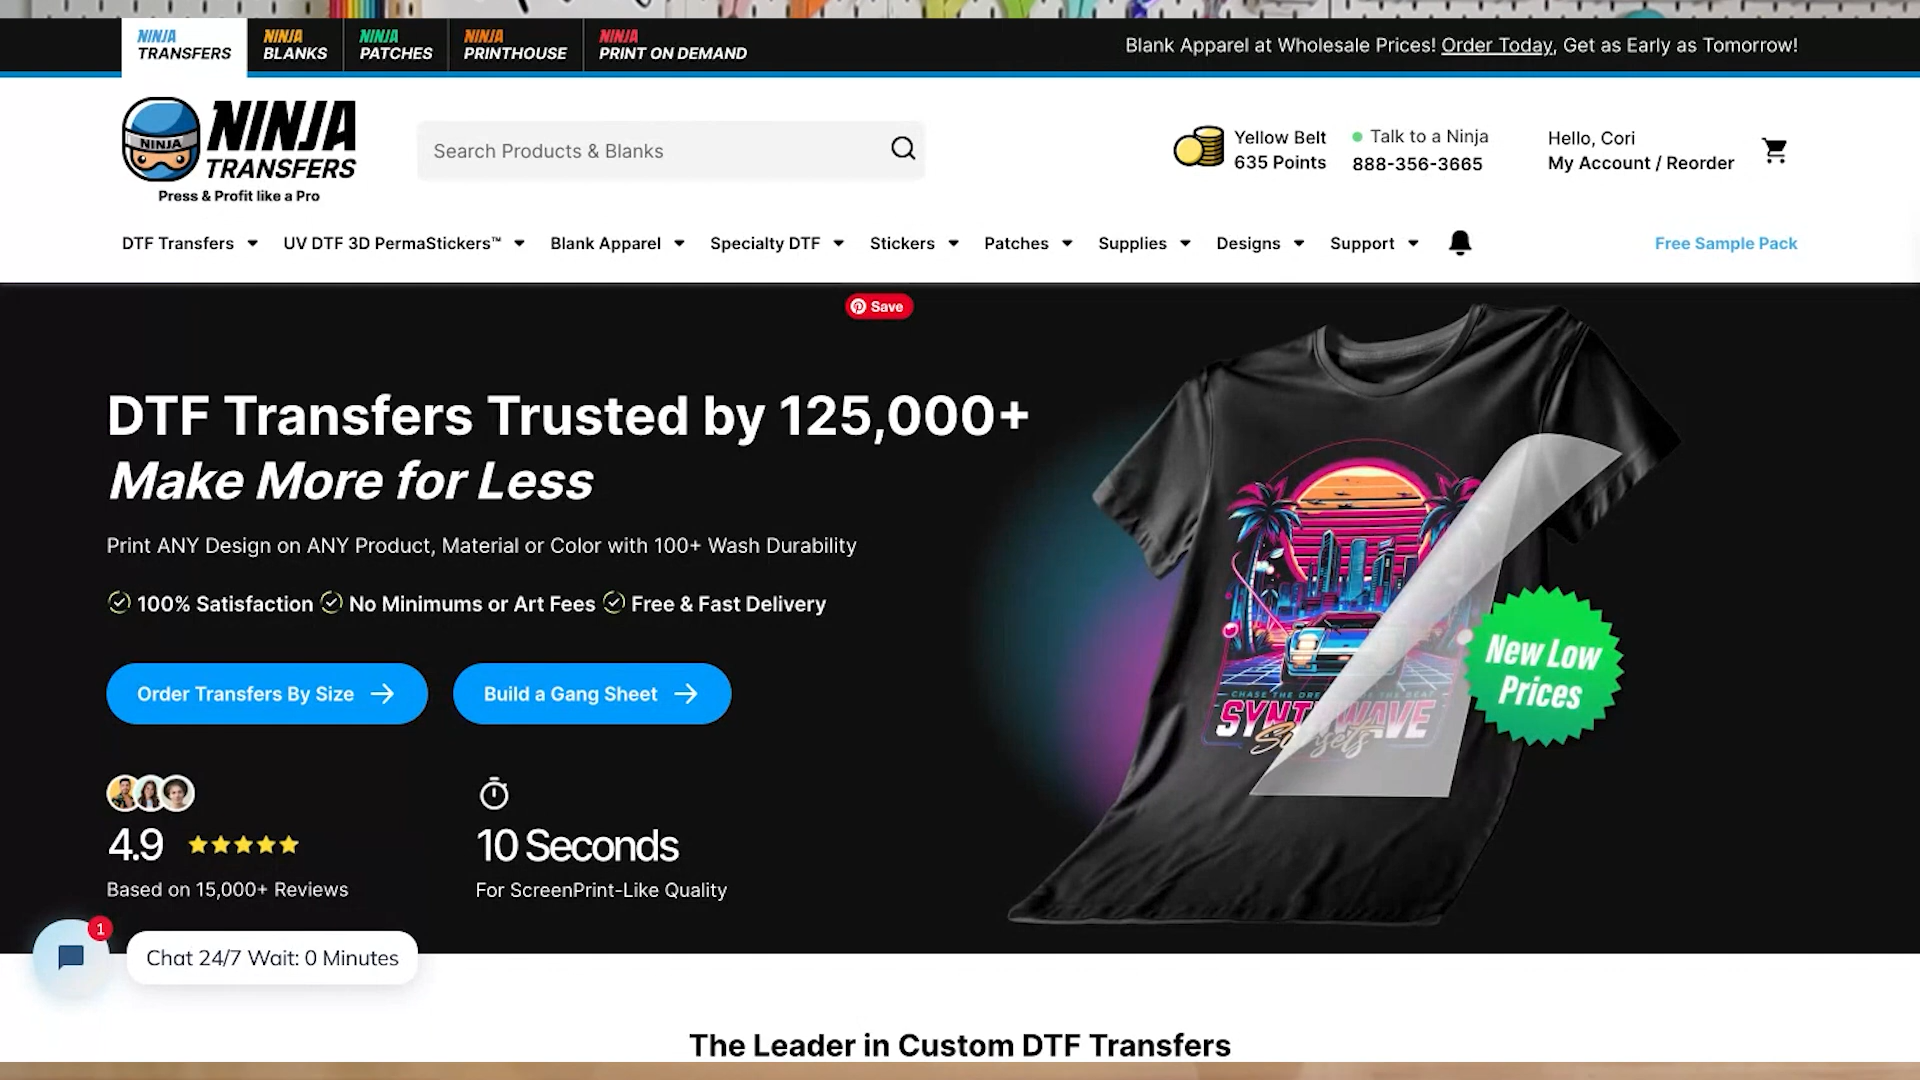 NINJA TRANSFERS
NINJA BLANKS
NINJA PATCHES
NINJA PRINTHOUSE
NINJA PRINT ON DEMAND
Blank Apparel at Wholesale Prices! Order Today, Get as Early as Tomorrow!
NINJA
NINJA
TRANSFERS
Press & Profit like a Pro
Search Products & Blanks
Yellow Belt
635 Points
Talk to a Ninja
888-356-3665
Hello, Cori
My Account / Reorder
DTF Transfers
UV DTF 3D PermaStickers™
Blank Apparel
Specialty DTF
Stickers
Patches
Supplies
Designs
Support
Free Sample Pack
Save
DTF Transfers Trusted by 125,000+
Make More for Less
Print ANY Design on ANY Product, Material or Color with 100+ Wash Durability
100% Satisfaction
No Minimums or Art Fees
Free & Fast Delivery
Order Transfers By Size
Build a Gang Sheet
4.9
Based on 15,000+ Reviews
10 Seconds
For ScreenPrint-Like Quality
CHASE THE
THE BEAT
SYNTHWAVE
Sunsets
New Low
Prices
1
Chat 24/7 Wait: 0 Minutes
The Leader in Custom DTF Transfers